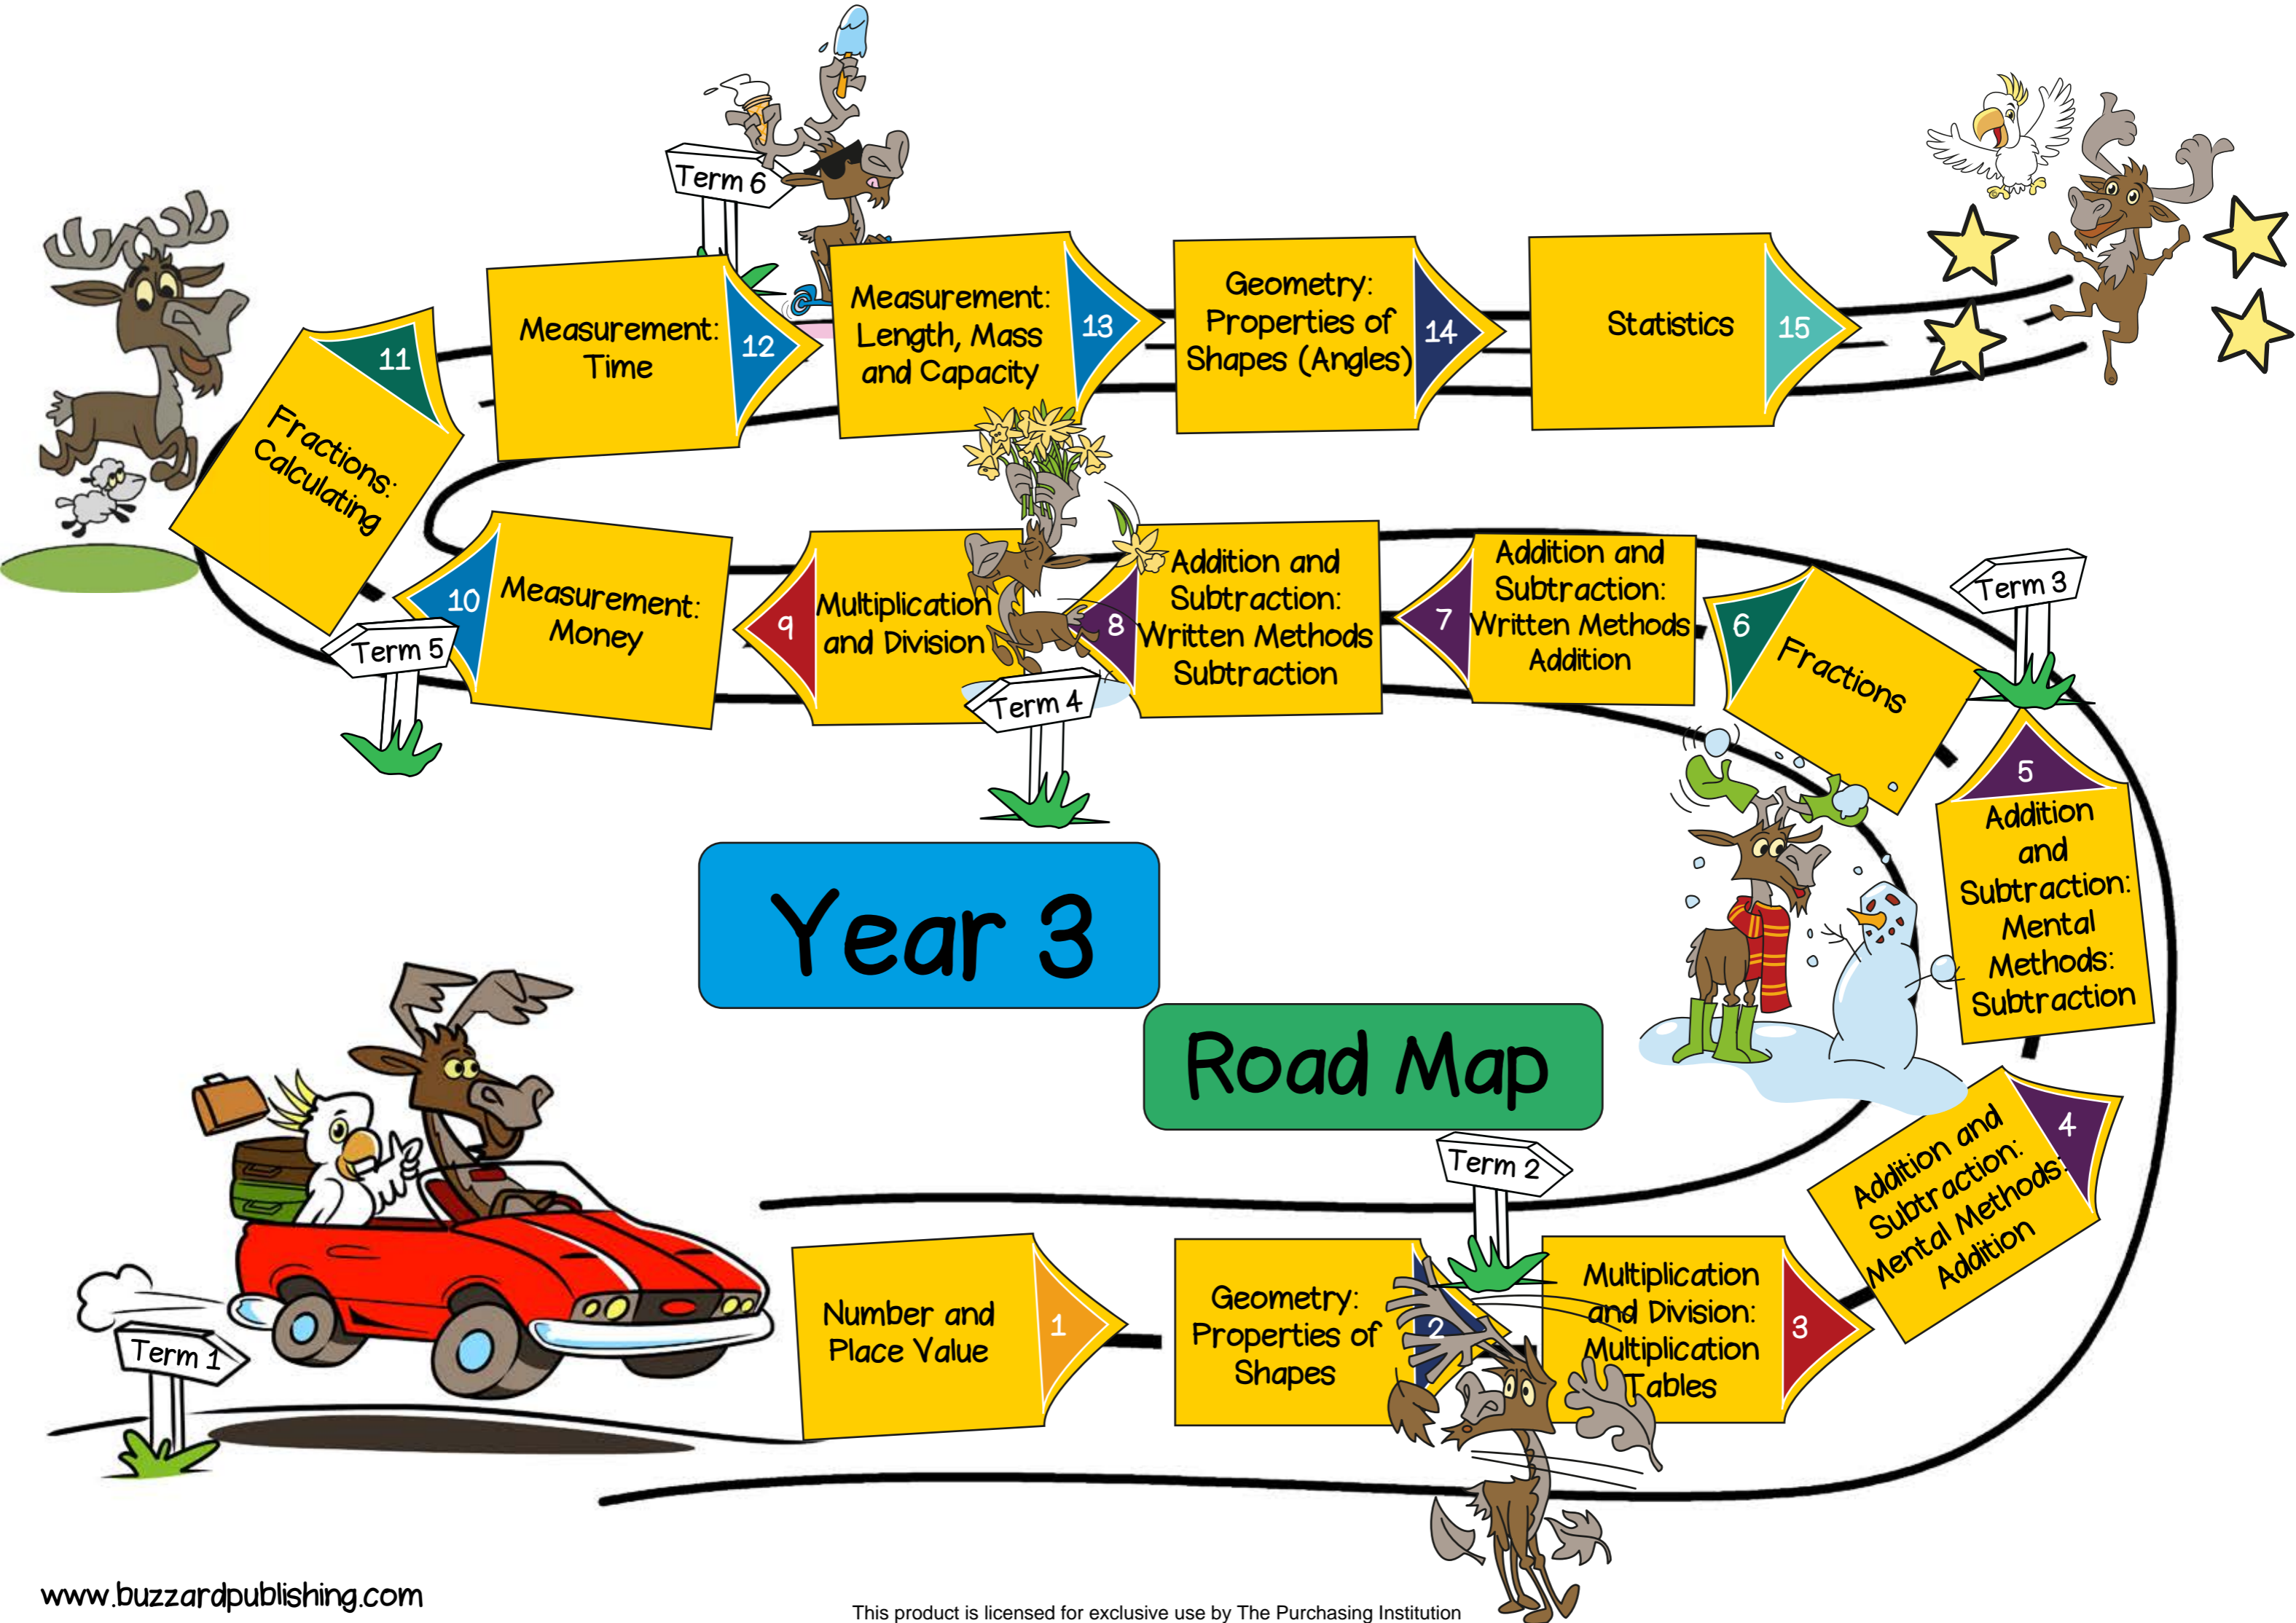 Year 3
Road Map
Term 1
Number and
Place Value
1
Geometry:
Properties of
Shapes
2
Term 2
Multiplication
and Division:
Multiplication
Tables
3
Addition and
Subtraction:
Mental Methods:
Addition
4
5
Addition
and
Subtraction:
Mental
Methods:
Subtraction
Term 3
6
Fractions
7
Addition and
Subtraction:
Written Methods
Addition
8
Addition and
Subtraction:
Written Methods
Subtraction
Term 4
9
Multiplication
and Division
10
Measurement:
Money
Term 5
11
Fractions:
Calculating
Measurement:
Time
12
Term 6
Measurement:
Length, Mass
and Capacity
13
Geometry:
Properties of
Shapes (Angles)
14
Statistics
15
www.buzzardpublishing.com
This product is licensed for exclusive use by The Purchasing Institution